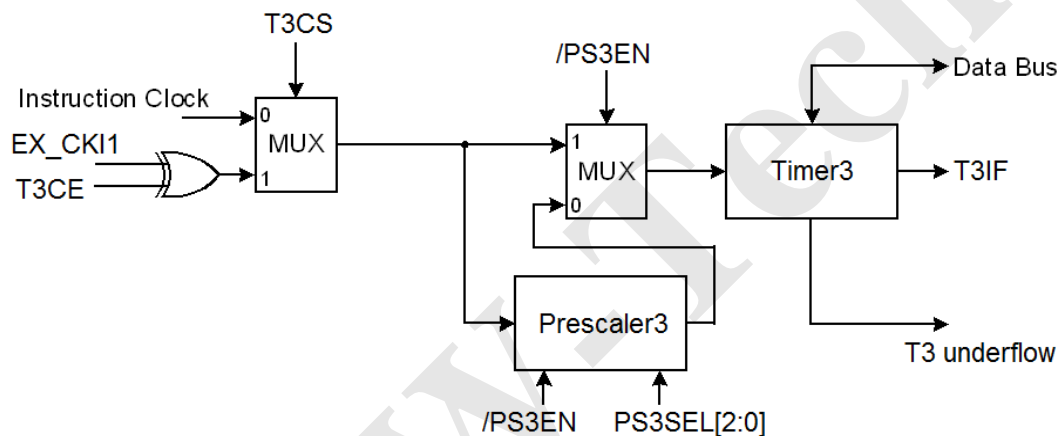 T3CS
/PS3EN
Instruction Clock
EX_CKI1
T3CE
0
1
MUX
1
0
MUX
Timer3
Data Bus
T3IF
T3 underflow
Prescaler3
/PS3EN
PS3SEL[2:0]